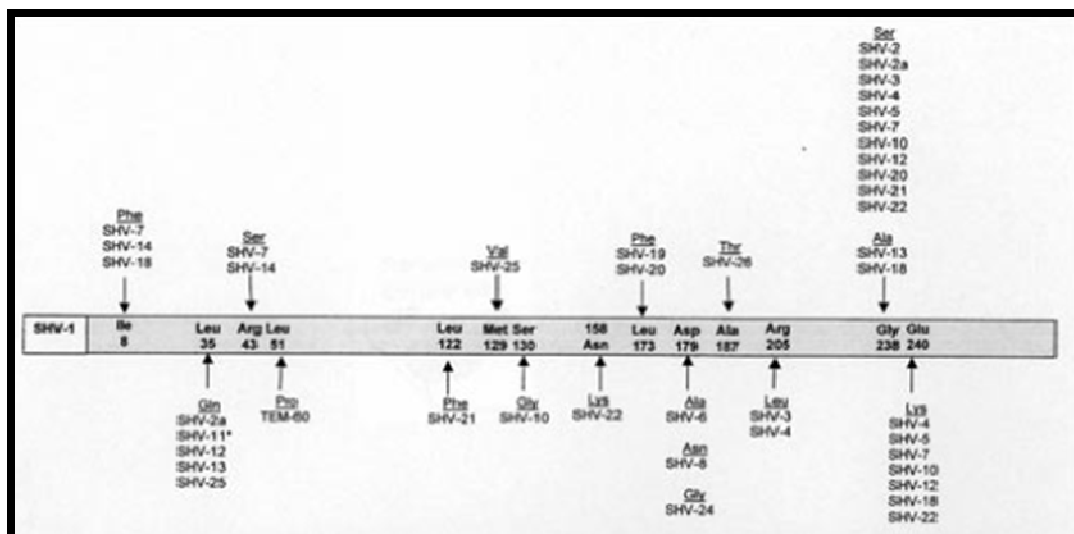 Ser
SHV-2
SHV-2a
SHV-3
SHV-4
SHV-5
SHV-7
SHV-10
SHV-12
SHV-20
SHV-21
SHV-22
Phe
SHV-7
SHV-14
SHV-18
Ser
SHV-7
SHV-14
Val
SHV-25
Phe
SHV-19
SHV-20
Thr
SHV-26
Ala
SHV-13
SHV-18
SHV-1 Ile Leu Arg Leu Leu Met Ser 158 Leu Asp Ala Arg Gly Glu
8 35 43 51 122 129 130 Asn 173 179 187 205 238 240
Gln
SHV-2a
SHV-11*
SHV-12
SHV-13
SHV-25
Pro
TEM-60
Phe
SHV-21
Gly
SHV-10
Lys
SHV-22
Ala
SHV-6
Asn
SHV-8
Gly
SHV-24
Leu
SHV-3
SHV-4
Lys
SHV-4
SHV-5
SHV-7
SHV-10
SHV-12
SHV-18
SHV-22